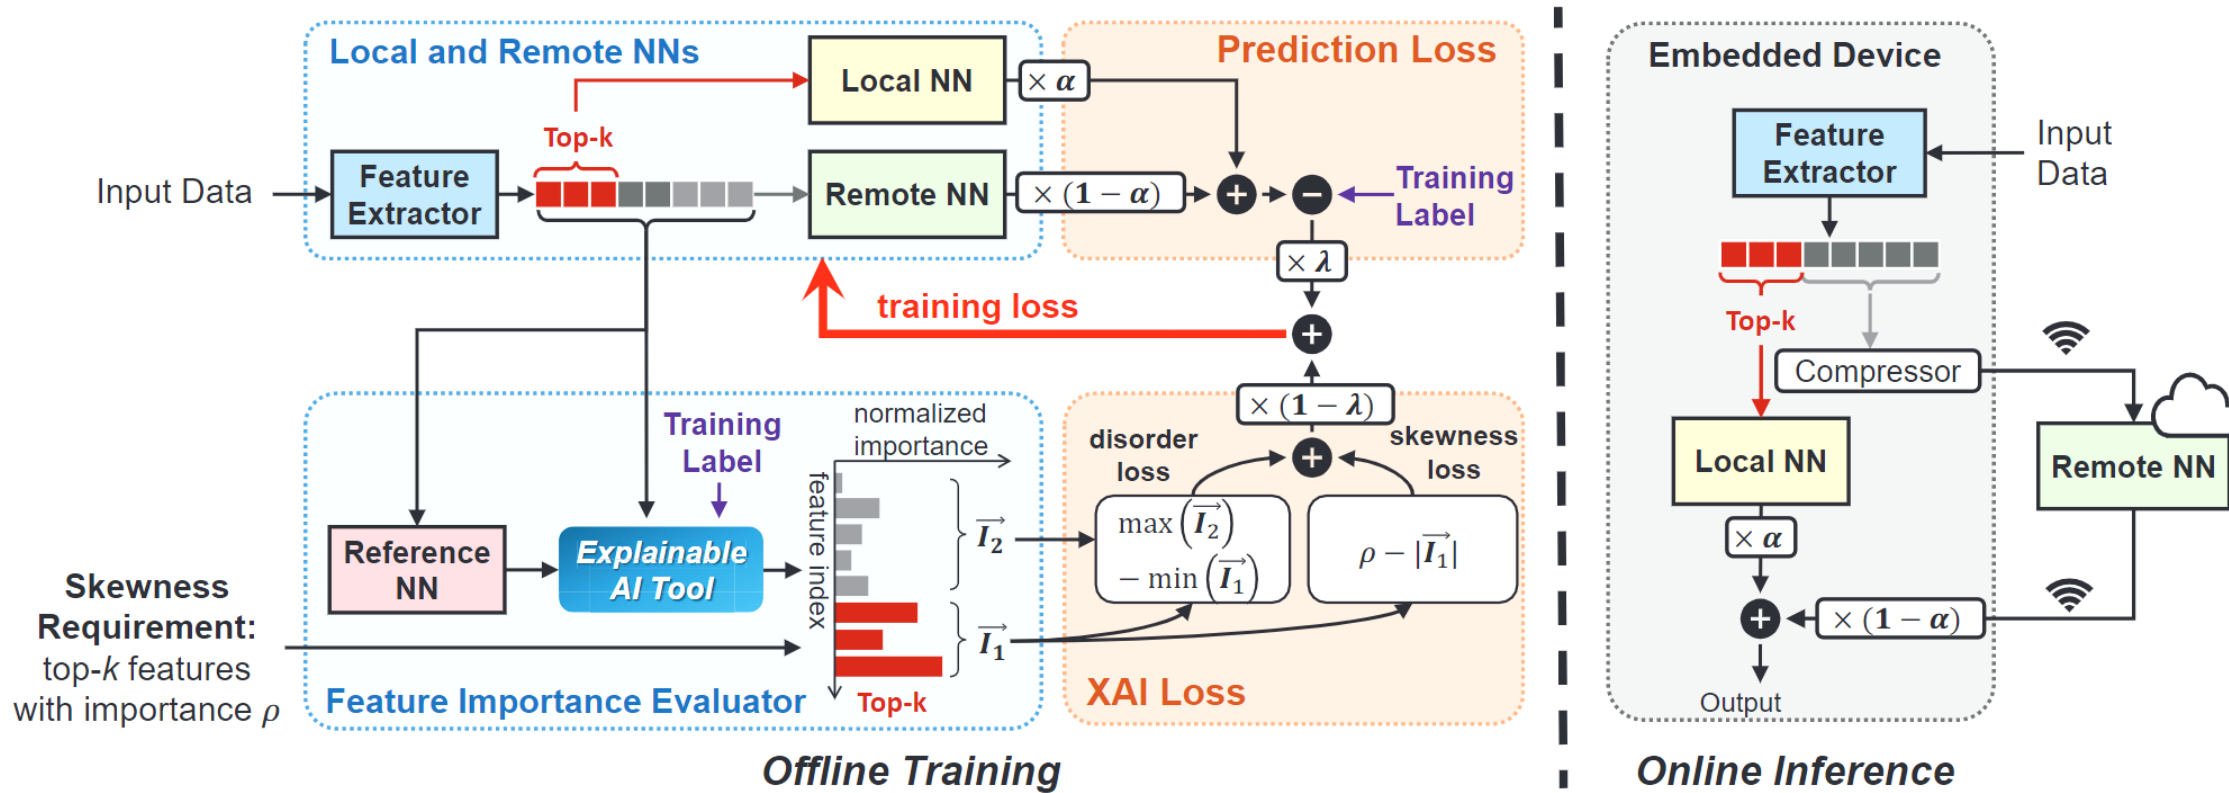 Local and Remote NNs
Local NN
× α
Prediction Loss
Top-k
Input Data
Feature
Extractor
Remote NN
× (1 − α)
+
−
Training
Label
× λ
training loss
+
× (1 − λ)
normalized
importance
Training
Label
feature index
disorder
loss
+
skewness
loss
Reference
NN
Explainable
AI Tool
I₂
I₁
max (I₂)
− min (I₁)
ρ − |I₁|
Skewness
Requirement:
top-k features
with importance ρ
Feature Importance Evaluator
Top-k
XAI Loss
Offline Training
Embedded Device
Feature
Extractor
Input
Data
Top-k
Compressor
Local NN
Remote NN
× α
+
× (1 − α)
Output
Online Inference